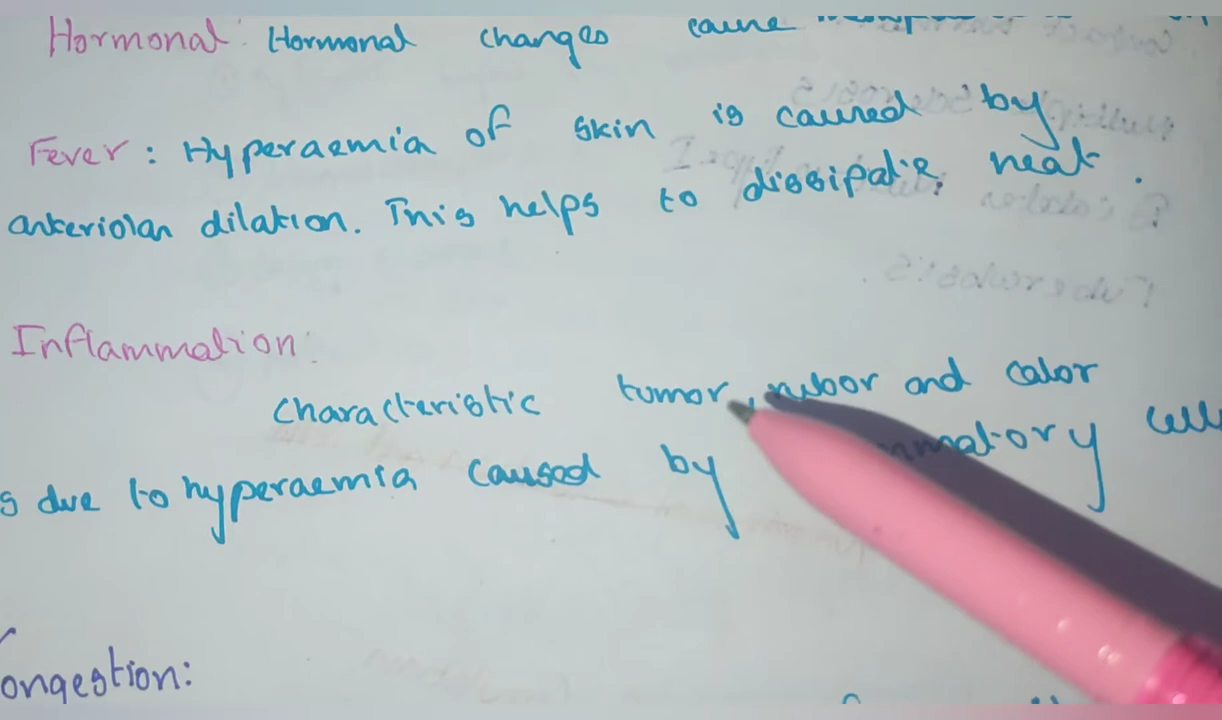 Hormonal: Hormonal changes cause
Fever: Hyperaemia of skin is caused by
arteriolar dilation. This helps to dissipate heat.
Inflammation:
characteristic tumor, rubor and calor
s due to hyperaemia caused by
ongestion: